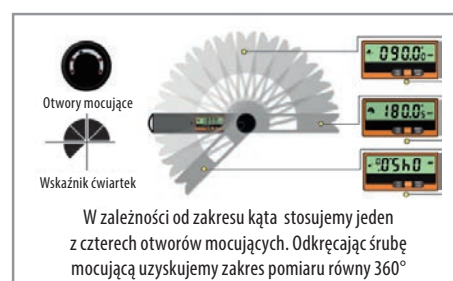 090.0°
Otwory mocujące
180.0°
Wskaźnik ćwiartek
W zależności od zakresu kąta stosujemy jeden
z czterech otworów mocujących. Odkręcając śrubę
mocującą uzyskujemy zakres pomiaru równy 360°